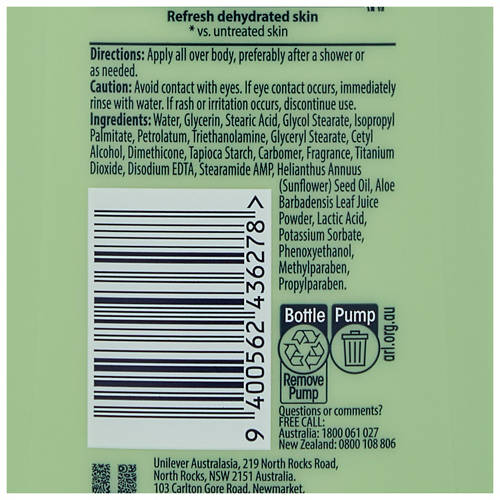 Refresh dehydrated skin
* vs. untreated skin
Directions: Apply all over body, preferably after a shower or
as needed.
Caution: Avoid contact with eyes. If eye contact occurs, immediately
rinse with water. If rash or irritation occurs, discontinue use.
Ingredients: Water, Glycerin, Stearic Acid, Glycol Stearate, Isopropyl
Palmitate, Petrolatum, Triethanolamine, Glyceryl Stearate, Cetyl
Alcohol, Dimethicone, Tapioca Starch, Carbomer, Fragrance, Titanium
Dioxide, Disodium EDTA, Stearamide AMP, Helianthus Annuus
(Sunflower) Seed Oil, Aloe
Barbadensis Leaf Juice
Powder, Lactic Acid,
Potassium Sorbate,
Phenoxyethanol,
Methylparaben,
Propylparaben.
9 400562 436278 >
Bottle Pump
Remove
Pump
arl.org.au
Questions or comments?
FREE CALL:
Australia: 1800 061 027
New Zealand: 0800 108 806
Unilever Australasia, 219 North Rocks Road,
North Rocks, NSW 2151 Australia.
103 Carlton Gore Road, Newmarket,